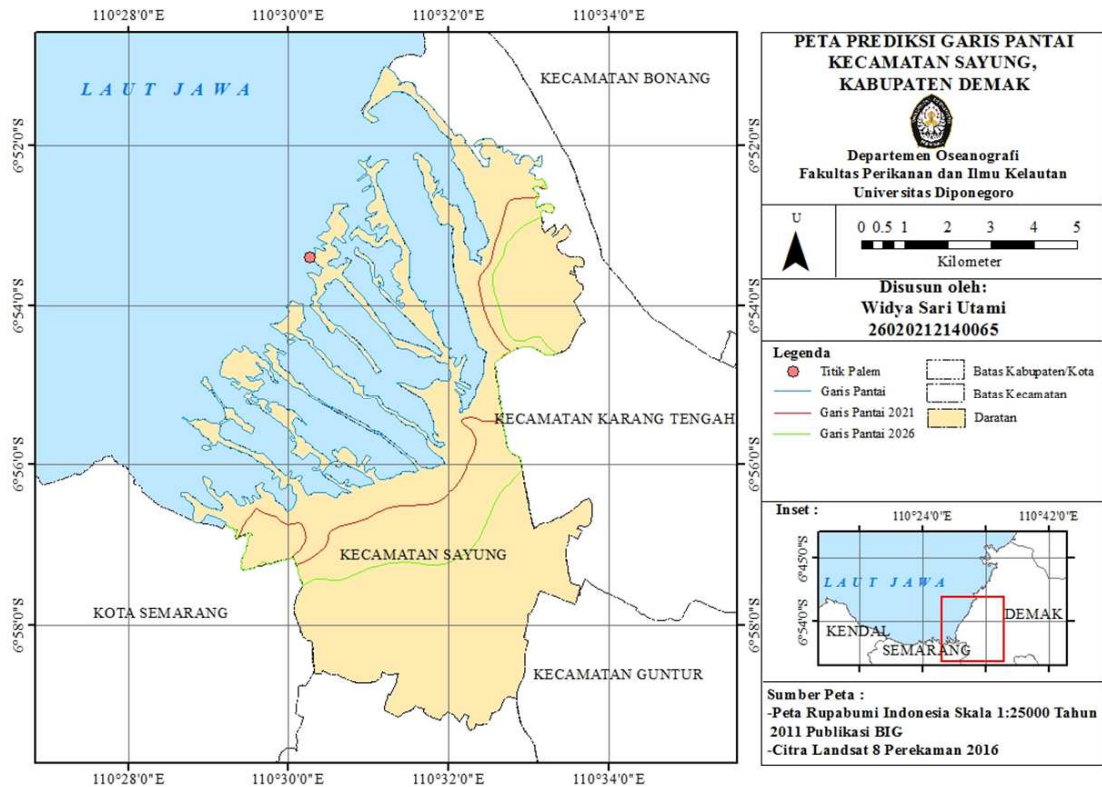 110°28'0"E 110°30'0"E 110°32'0"E 110°34'0"E
LAUT JAWA
KECAMATAN BONANG
6°52'0"S 6°52'0"S
6°54'0"S 6°54'0"S
KECAMATAN KARANG TENGAH
6°56'0"S 6°56'0"S
KECAMATAN SAYUNG
KOTA SEMARANG
6°58'0"S 6°58'0"S
KECAMATAN GUNTUR
110°28'0"E 110°30'0"E 110°32'0"E 110°34'0"E
PETA PREDIKSI GARIS PANTAI
KECAMATAN SAYUNG,
KABUPATEN DEMAK
Departemen Oseanografi
Fakultas Perikanan dan Ilmu Kelautan
Universitas Diponegoro
U
0 0.5 1 2 3 4 5
Kilometer
Disusun oleh:
Widya Sari Utami
26020212140065
Legenda
Titik Palem
Garis Pantai
Garis Pantai 2021
Garis Pantai 2026
Batas Kabupaten/Kota
Batas Kecamatan
Daratan
Inset :
110°24'0"E 110°42'0"E
6°45'0"S 6°45'0"S
LAUT JAWA
6°54'0"S 6°54'0"S
DEMAK
KENDAL
SEMARANG
Sumber Peta :
-Peta Rupabumi Indonesia Skala 1:25000 Tahun
2011 Publikasi BIG
-Citra Landsat 8 Perekaman 2016